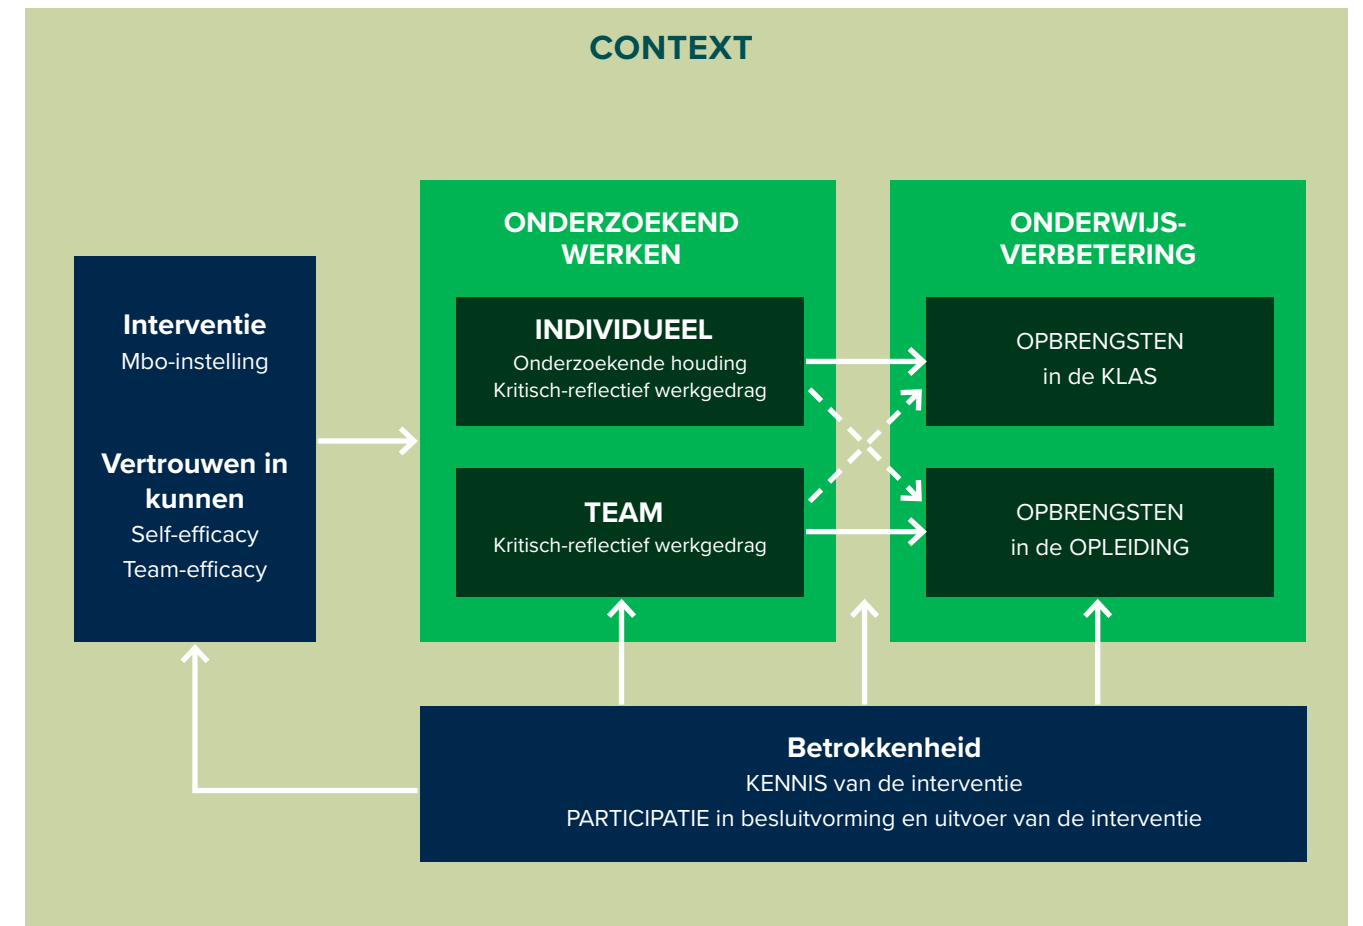 CONTEXT
Interventie
Mbo-instelling
Vertrouwen in
kunnen
Self-efficacy
Team-efficacy
ONDERZOEKEND
WERKEN
INDIVIDUEEL
Onderzoekende houding
Kritisch-reflectief werkgedrag
TEAM
Kritisch-reflectief werkgedrag
ONDERWIJS-
VERBETERING
OPBRENGSTEN
in de KLAS
OPBRENGSTEN
in de OPLEIDING
Betrokkenheid
KENNIS van de interventie
PARTICIPATIE in besluitvorming en uitvoer van de interventie